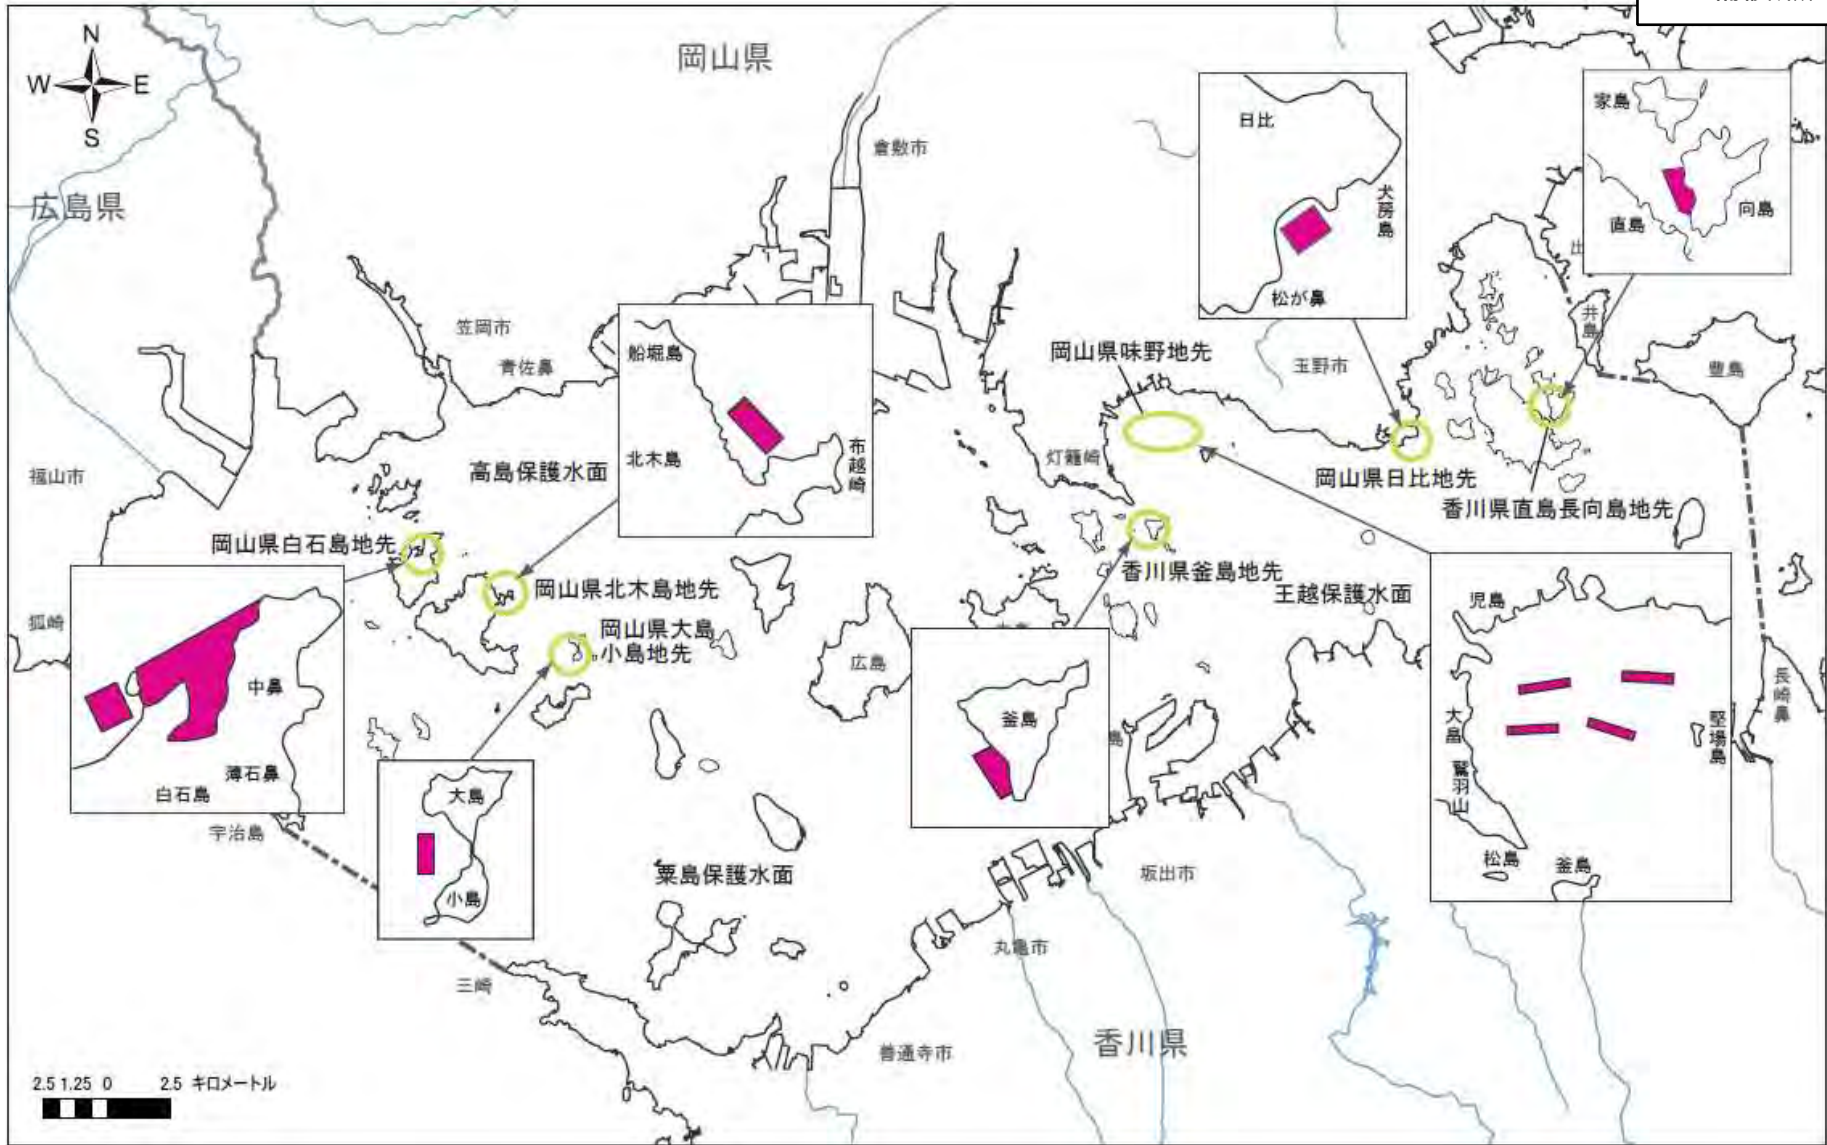 N
W E
S
岡山県
広島県
倉敷市
日比
犬房島
松が鼻
家島
向島
直島
井島
豊島
笠岡市
青佐鼻
船堀島
北木島
布越崎
岡山県味野地先
玉野市
灯籠崎
福山市
高島保護水面
岡山県日比地先
香川県直島長向島地先
岡山県白石島地先
岡山県北木島地先
香川県釜島地先
王越保護水面
狐崎
岡山県大島
小島地先
広島
児島
中鼻
薄石鼻
白石島
釜島
大畠
鷲羽山
竪場島
長崎鼻
松島
釜島
宇治島
大島
小島
島
粟島保護水面
坂出市
丸亀市
三崎
善通寺市
香川県
2.5 1.25 0 2.5 キロメートル